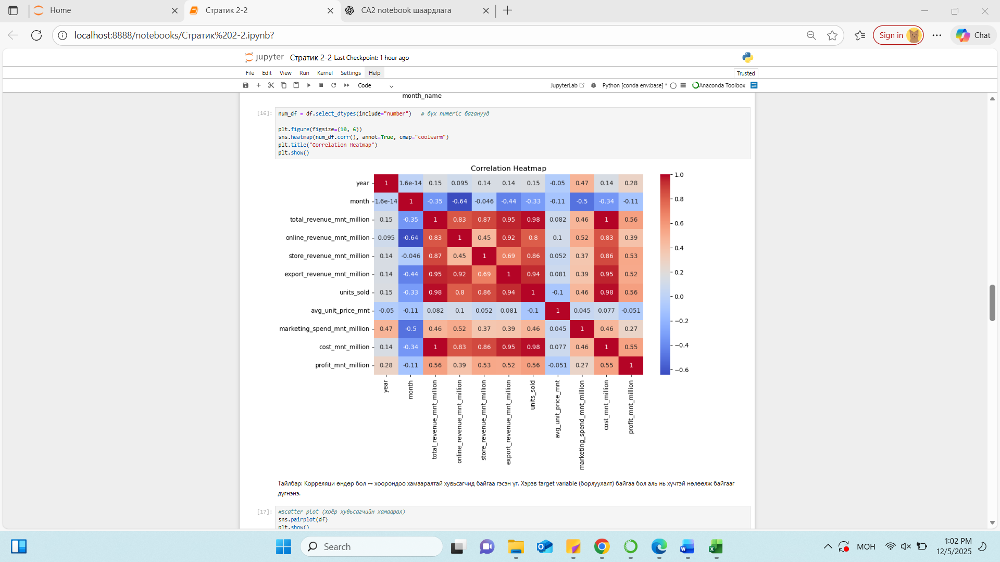 Home
Стратик 2-2
CA2 notebook шаардлага
localhost:8888/notebooks/Стратик%202-2.ipynb?
Sign in
Chat
jupyter Стратик 2-2 Last Checkpoint: 1 hour ago
File Edit View Run Kernel Settings Help
Trusted
Code
JupyterLab
Python [conda env:base] *
Anaconda Toolbox
month_name
[16]:
num_df = df.select_dtypes(include="number")   # бүх numeric баганууд
plt.figure(figsize=(10, 6))
sns.heatmap(num_df.corr(), annot=True, cmap="coolwarm")
plt.title("Correlation Heatmap")
plt.show()
Correlation Heatmap
year 1 1.6e-14 0.15 0.095 0.14 0.14 0.15 -0.05 0.47 0.14 0.28
month 1.6e-14 1 -0.35 -0.64 -0.046 -0.44 -0.33 -0.11 -0.5 -0.34 -0.11
total_revenue_mnt_million 0.15 -0.35 1 0.83 0.87 0.95 0.98 0.082 0.46 1 0.56
online_revenue_mnt_million 0.095 -0.64 0.83 1 0.45 0.92 0.8 0.1 0.52 0.83 0.39
store_revenue_mnt_million 0.14 -0.046 0.87 0.45 1 0.69 0.86 0.052 0.37 0.86 0.53
export_revenue_mnt_million 0.14 -0.44 0.95 0.92 0.69 1 0.94 0.081 0.39 0.95 0.52
units_sold 0.15 -0.33 0.98 0.8 0.86 0.94 1 -0.1 0.46 0.98 0.56
avg_unit_price_mnt -0.05 -0.11 0.082 0.1 0.052 0.081 -0.1 1 0.045 0.077 -0.051
marketing_spend_mnt_million 0.47 -0.5 0.46 0.52 0.37 0.39 0.46 0.045 1 0.46 0.27
cost_mnt_million 0.14 -0.34 1 0.83 0.86 0.95 0.98 0.077 0.46 1 0.55
profit_mnt_million 0.28 -0.11 0.56 0.39 0.53 0.52 0.56 -0.051 0.27 0.55 1
year
month
total_revenue_mnt_million
online_revenue_mnt_million
store_revenue_mnt_million
export_revenue_mnt_million
units_sold
avg_unit_price_mnt
marketing_spend_mnt_million
cost_mnt_million
profit_mnt_million
1.0
0.8
0.6
0.4
0.2
0.0
−0.2
−0.4
−0.6
Тайлбар: Корреляци өндөр бол ↔ хоорондоо хамааралтай хувьсагчид байгаа гэсэн үг. Хэрэв target variable (борлуулалт) байгаа бол аль нь хүчтэй нөлөөлж байгааг
дүгнэнэ.
[17]:
#Scatter plot (Хоёр хувьсагчийн хамаарал)
sns.pairplot(df)
plt.show()
Search
МОН
1:02 PM
12/5/2025